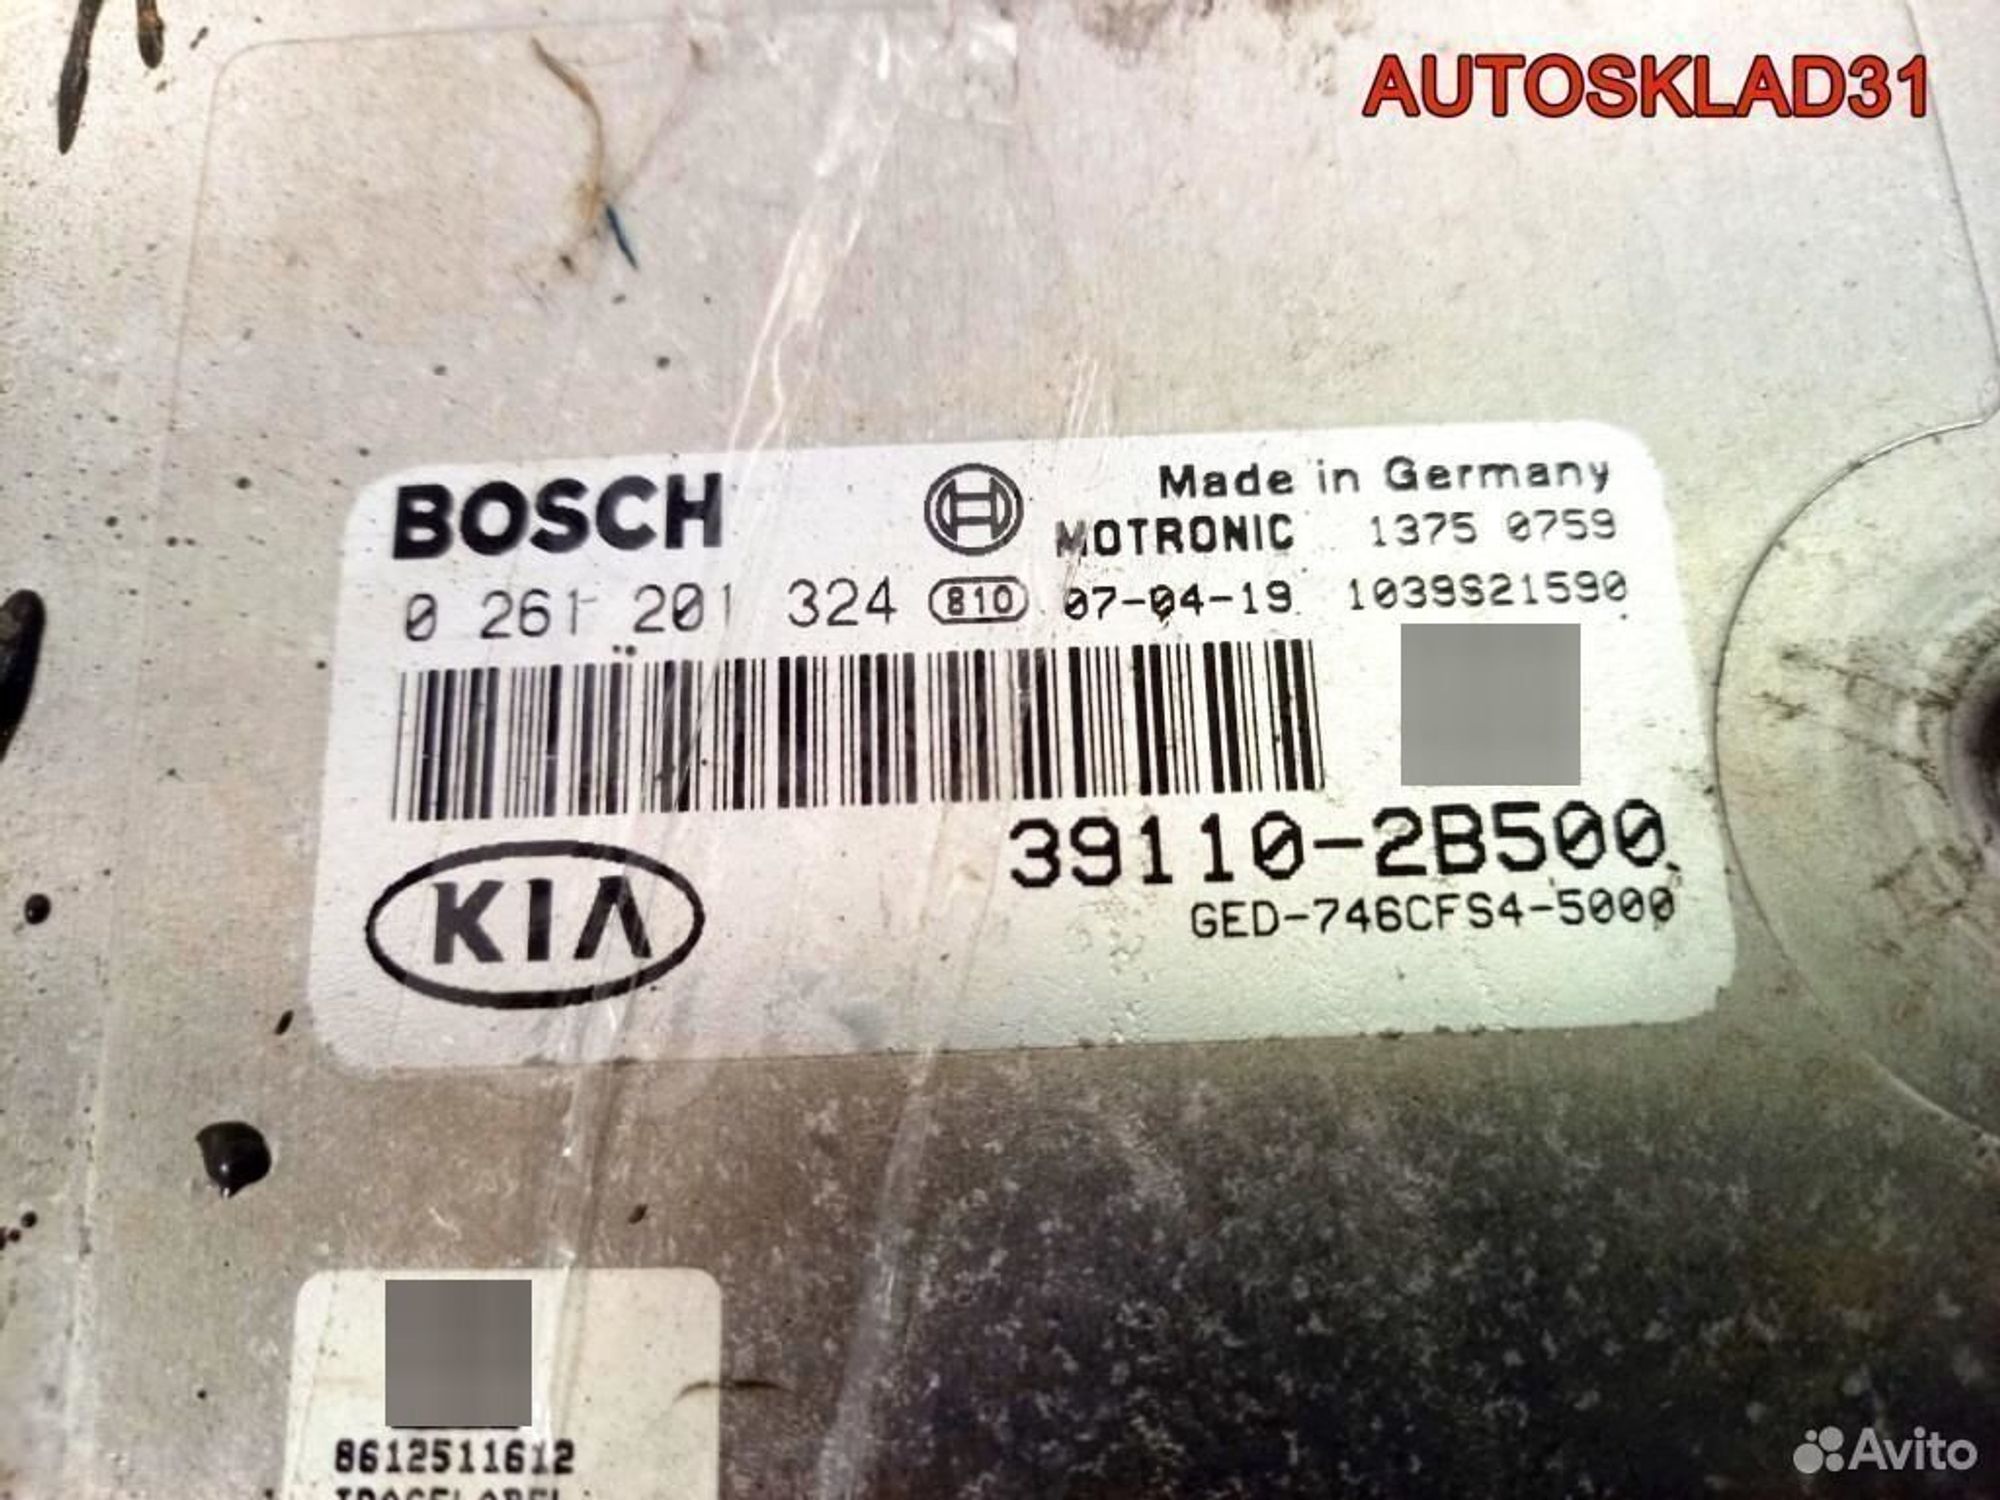 AUTOSKLAD31
BOSCH
Made in Germany
MOTRONIC 1375 0759
0 261 201 324 810 07-04-19 1039S21590
39110-2B500
GED-746CFS4-5000
KIA
8612511612
Avito